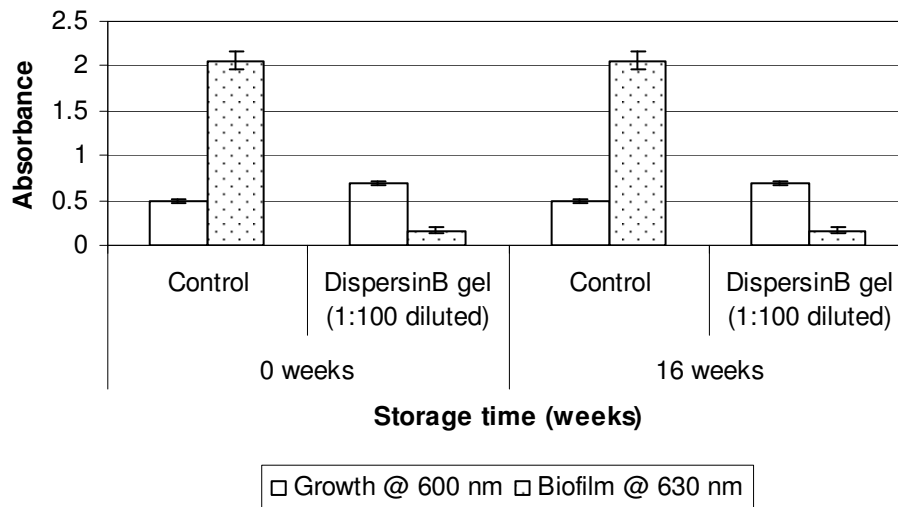 2.5
2
1.5
1
0.5
0
Absorbance
Control DispersinB gel Control DispersinB gel
(1:100 diluted) (1:100 diluted)
0 weeks 16 weeks
Storage time (weeks)
Growth @ 600 nm Biofilm @ 630 nm